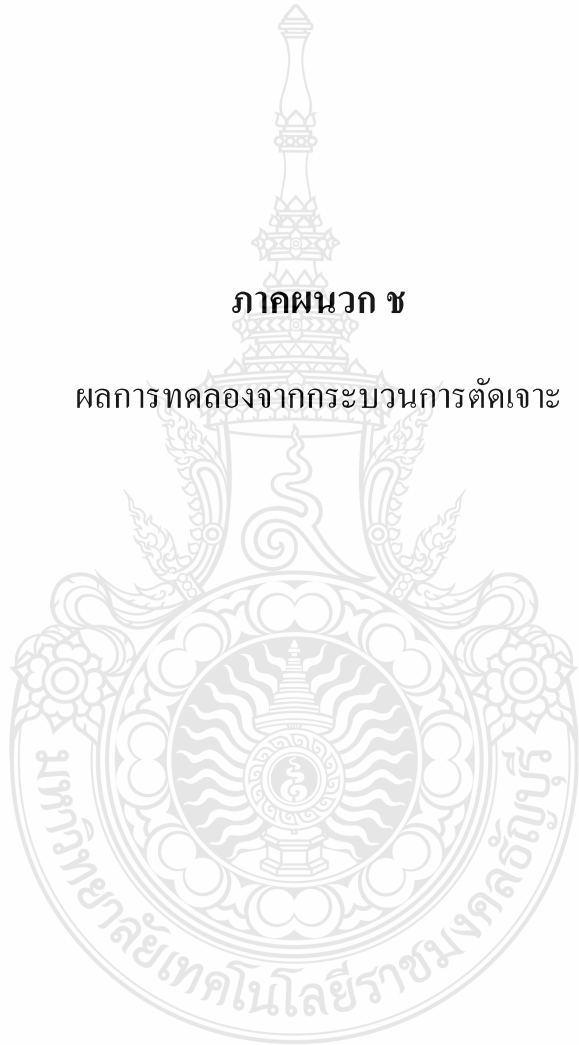 ภาคผนวก ช
ผลการทดลองจากกระบวนการตัดเจาะ
มหาวิทยาลัยเทคโนโลยีราชมงคลธัญบุรี